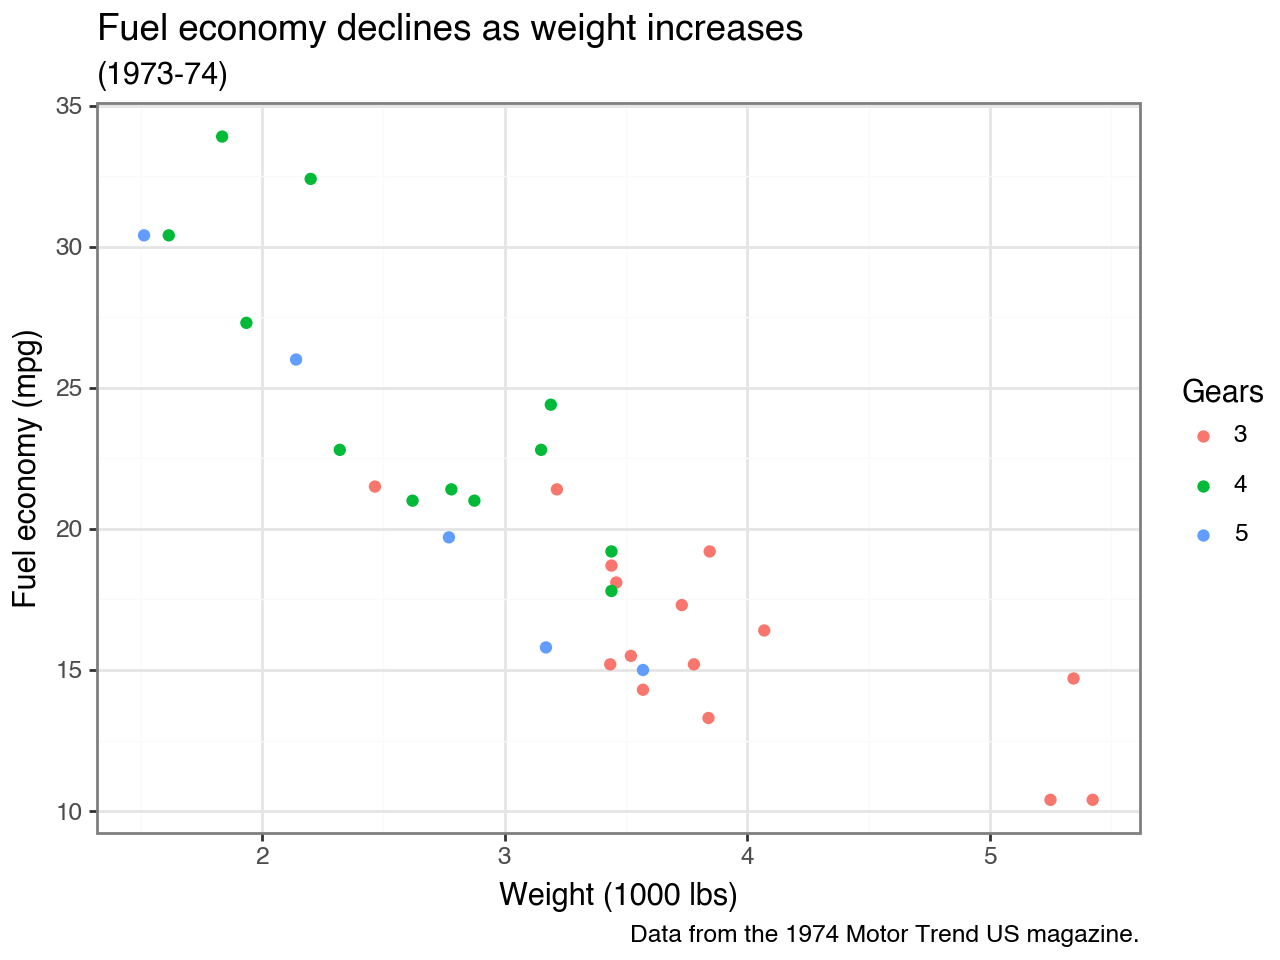 Fuel economy declines as weight increases
(1973-74)
35
30
25
20
15
10
Fuel economy (mpg)
2 3 4 5
Weight (1000 lbs)
Gears
3
4
5
Data from the 1974 Motor Trend US magazine.